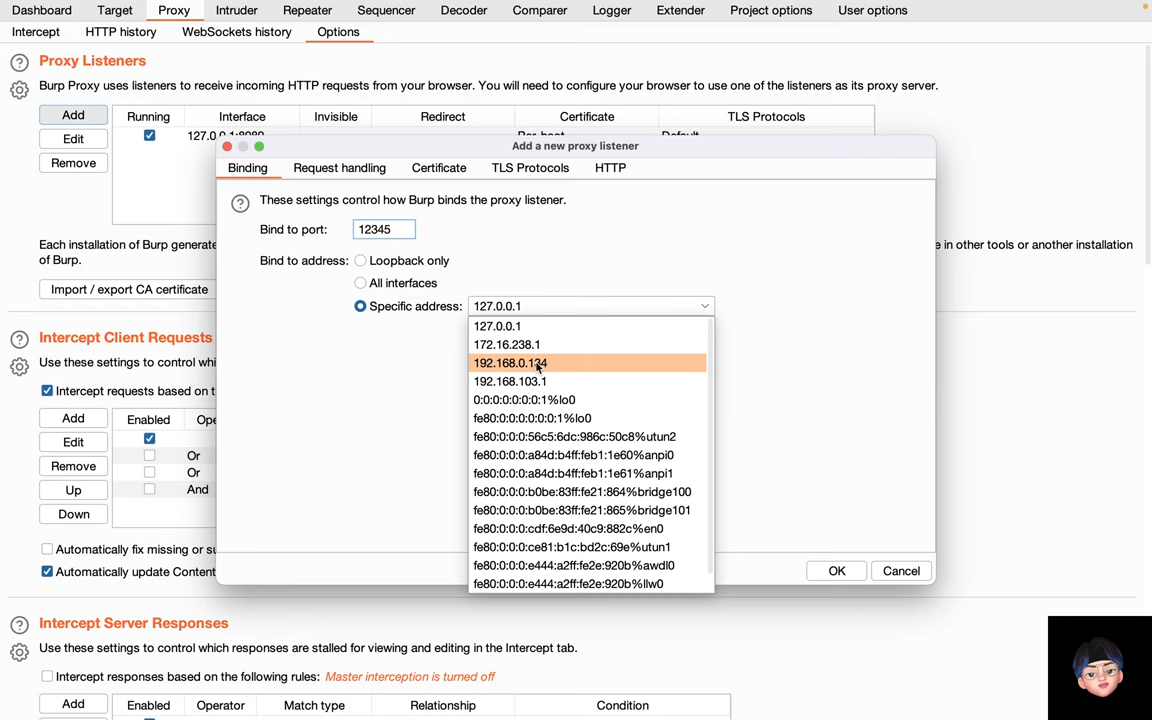 Dashboard Target Proxy Intruder Repeater Sequencer Decoder Comparer Logger Extender Project options User options
Intercept HTTP history WebSockets history Options
Proxy Listeners
Burp Proxy uses listeners to receive incoming HTTP requests from your browser. You will need to configure your browser to use one of the listeners as its proxy server.
Add Running Interface Invisible Redirect Certificate TLS Protocols
Edit
Remove
Add a new proxy listener
Binding Request handling Certificate TLS Protocols HTTP
These settings control how Burp binds the proxy listener.
Bind to port: 12345
Bind to address: Loopback only
All interfaces
Specific address: 127.0.0.1
127.0.0.1
172.16.238.1
192.168.0.134
192.168.103.1
0:0:0:0:0:0:0:1%lo0
fe80:0:0:0:0:0:0:1%lo0
fe80:0:0:0:56c5:6dc:986c:50c8%utun2
fe80:0:0:0:a84d:b4ff:feb1:1e60%anpi0
fe80:0:0:0:a84d:b4ff:feb1:1e61%anpi1
fe80:0:0:0:b0be:83ff:fe21:864%bridge100
fe80:0:0:0:b0be:83ff:fe21:865%bridge101
fe80:0:0:0:cdf:6e9d:40c9:882c%en0
fe80:0:0:0:ce81:b1c:bd2c:69e%utun1
fe80:0:0:0:e444:a2ff:fe2e:920b%awdl0
fe80:0:0:0:e444:a2ff:fe2e:920b%llw0
OK Cancel
Each installation of Burp generate e in other tools or another installation
of Burp.
Import / export CA certificate
Intercept Client Requests
Use these settings to control whi
Intercept requests based on t
Add Enabled Ope
Edit
Remove Or
Or
Up And
Down
Automatically fix missing or su
Automatically update Content
Intercept Server Responses
Use these settings to control which responses are stalled for viewing and editing in the Intercept tab.
Intercept responses based on the following rules: Master interception is turned off
Add Enabled Operator Match type Relationship Condition